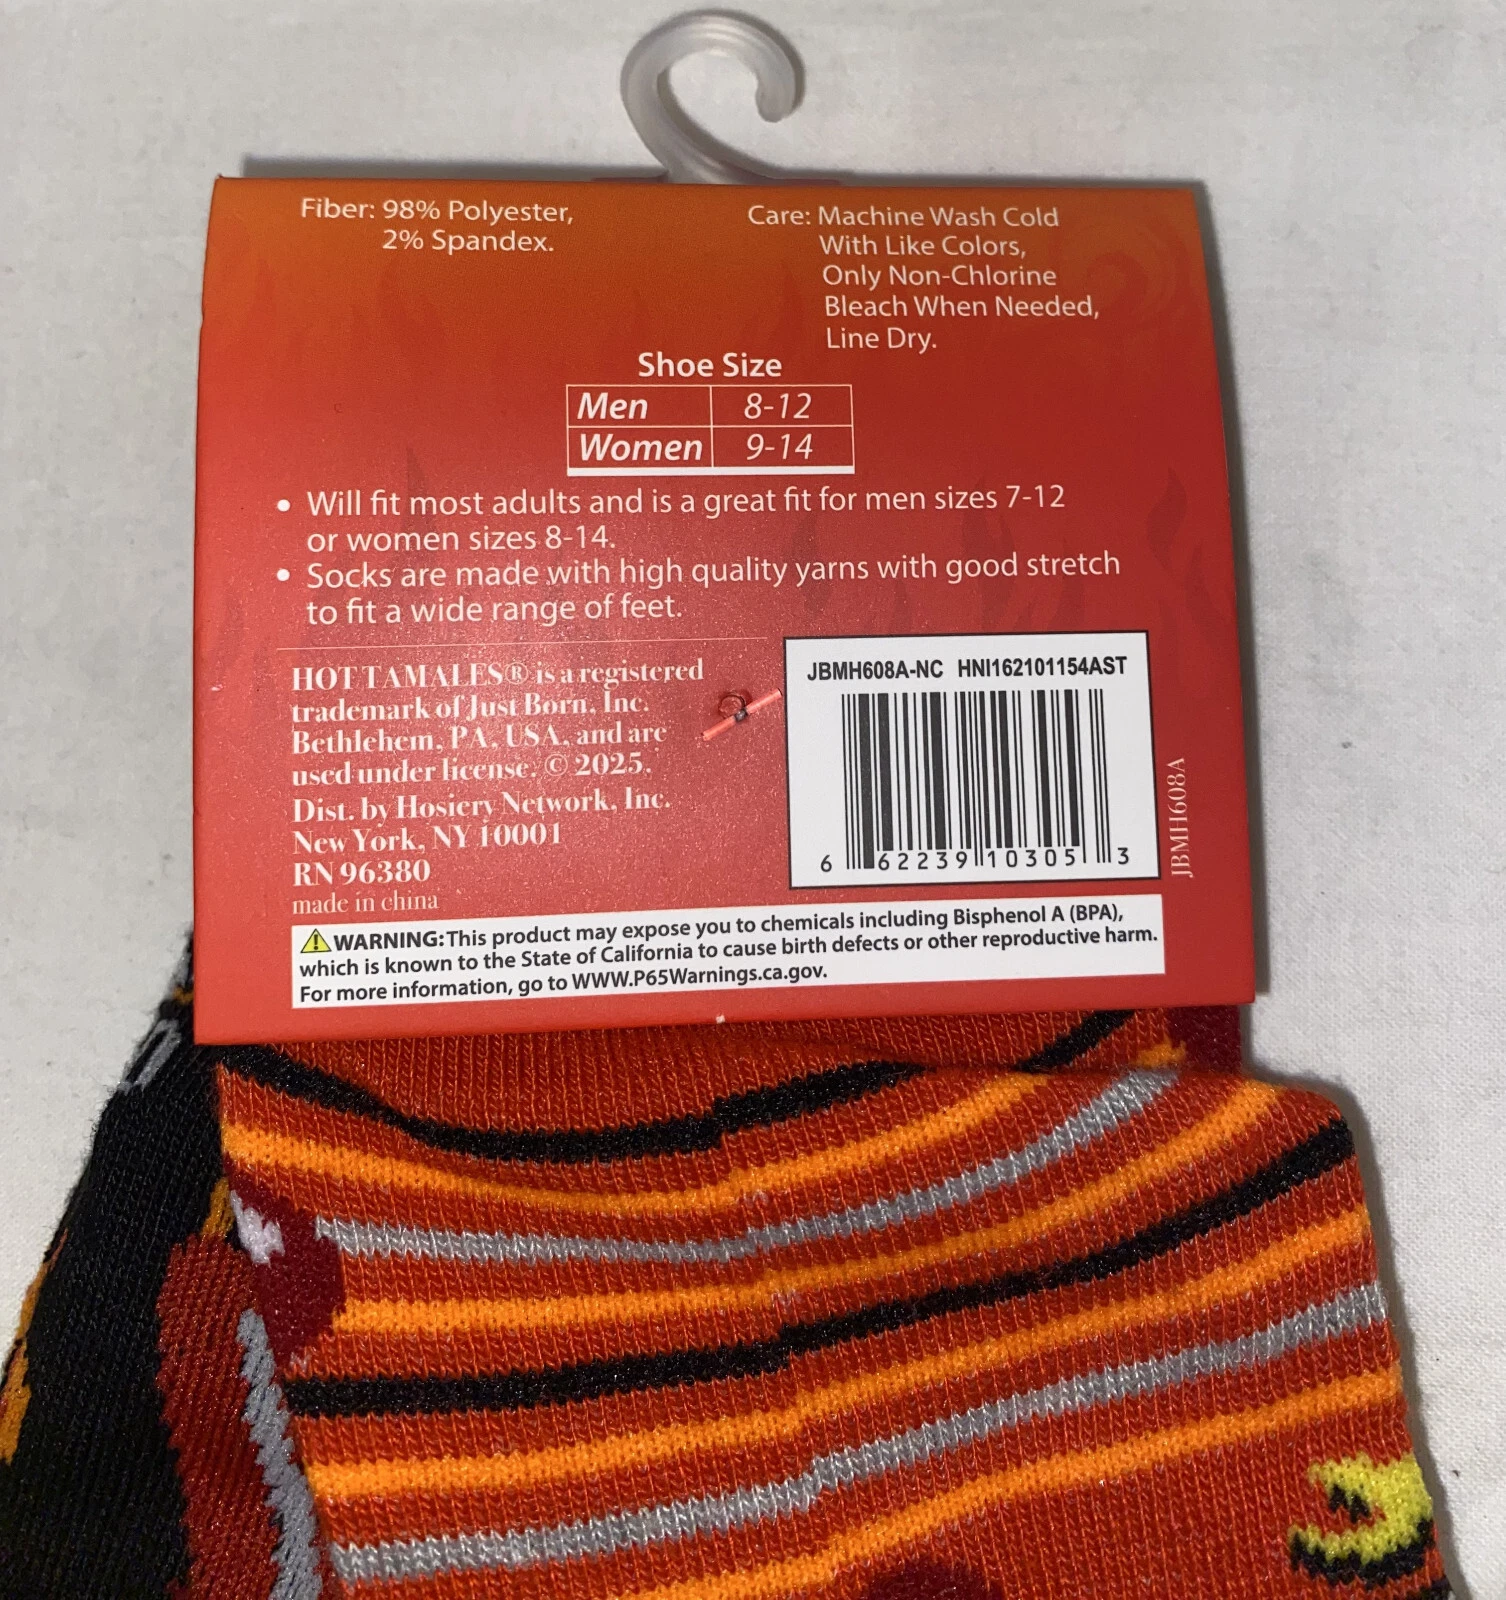 Fiber: 98% Polyester,
2% Spandex.
Care: Machine Wash Cold
With Like Colors,
Only Non-Chlorine
Bleach When Needed,
Line Dry.
Shoe Size
Men 8-12
Women 9-14
• Will fit most adults and is a great fit for men sizes 7-12
or women sizes 8-14.
• Socks are made with high quality yarns with good stretch
to fit a wide range of feet.
HOT TAMALES® is a registered
trademark of Just Born, Inc.
Bethlehem, PA, USA, and are
used under license. © 2025.
Dist. by Hosiery Network, Inc.
New York, NY 10001
RN 96380
made in china
JBMH608A-NC HNI162101154AST
6 62239 10305 3
JBMH608A
WARNING: This product may expose you to chemicals including Bisphenol A (BPA),
which is known to the State of California to cause birth defects or other reproductive harm.
For more information, go to WWW.P65Warnings.ca.gov.